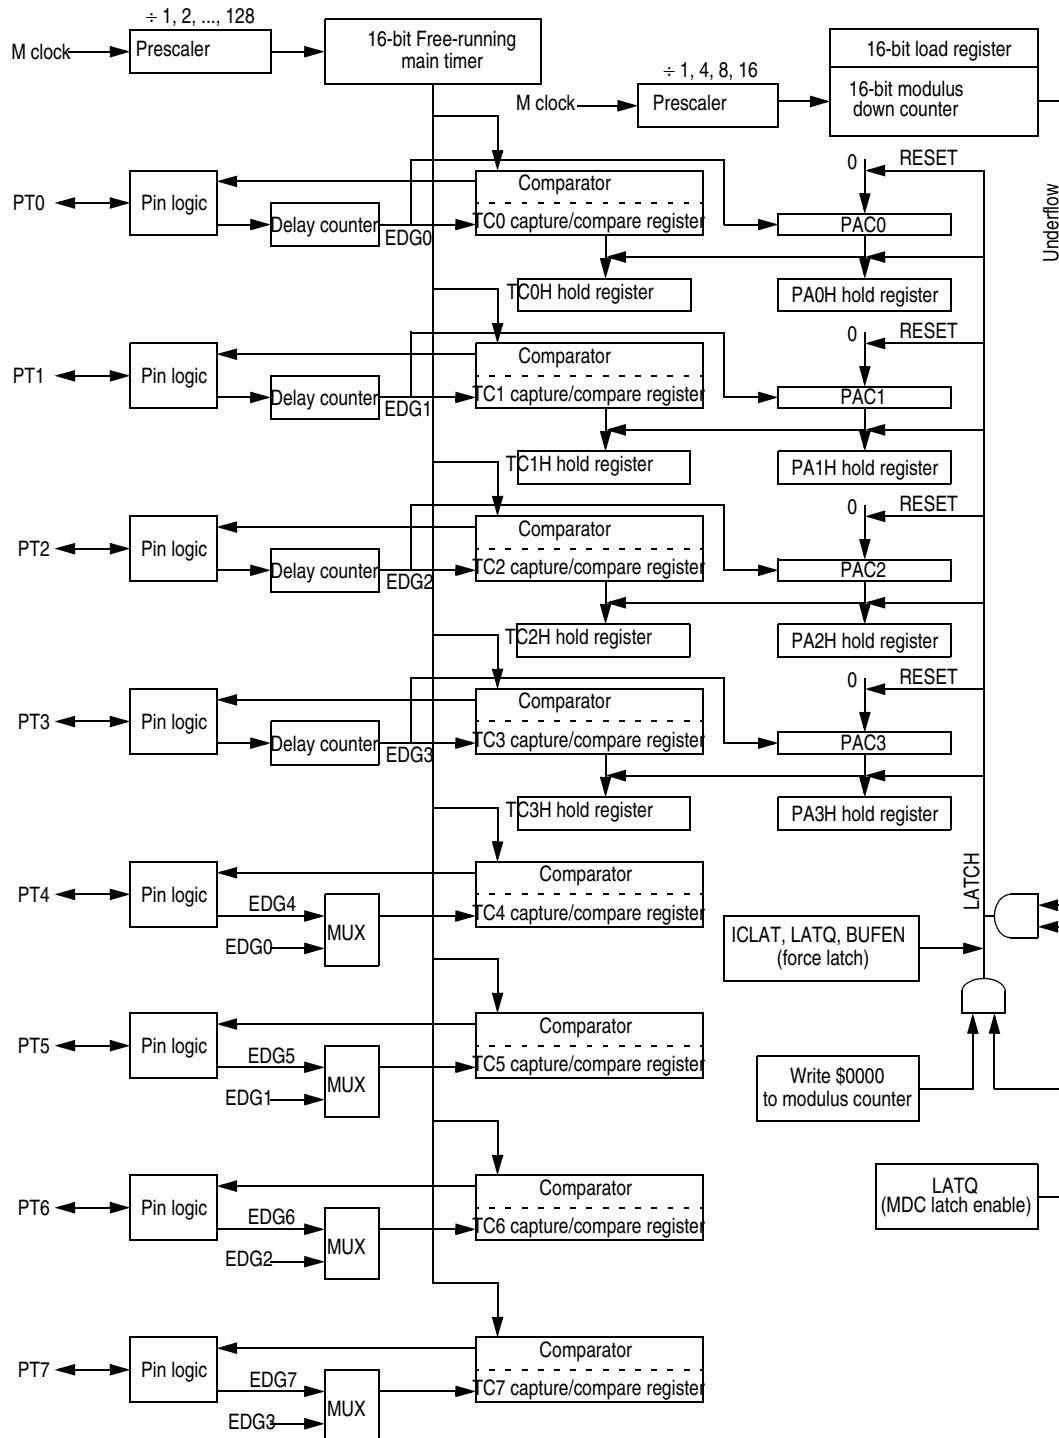 ÷ 1, 2, ..., 128
M clock
Prescaler
16-bit Free-running
main timer
÷ 1, 4, 8, 16
M clock
Prescaler
16-bit load register
16-bit modulus
down counter
Underflow
PT0
Pin logic
Delay counter
EDG0
Comparator
TC0 capture/compare register
TC0H hold register
0
RESET
PAC0
PA0H hold register
PT1
Pin logic
Delay counter
EDG1
Comparator
TC1 capture/compare register
TC1H hold register
0
RESET
PAC1
PA1H hold register
PT2
Pin logic
Delay counter
EDG2
Comparator
TC2 capture/compare register
TC2H hold register
0
RESET
PAC2
PA2H hold register
PT3
Pin logic
Delay counter
EDG3
Comparator
TC3 capture/compare register
TC3H hold register
0
RESET
PAC3
PA3H hold register
PT4
Pin logic
EDG4
EDG0
MUX
Comparator
TC4 capture/compare register
LATCH
ICLAT, LATQ, BUFEN
(force latch)
PT5
Pin logic
EDG5
EDG1
MUX
Comparator
TC5 capture/compare register
Write $0000
to modulus counter
PT6
Pin logic
EDG6
EDG2
MUX
Comparator
TC6 capture/compare register
LATQ
(MDC latch enable)
PT7
Pin logic
EDG7
EDG3
MUX
Comparator
TC7 capture/compare register